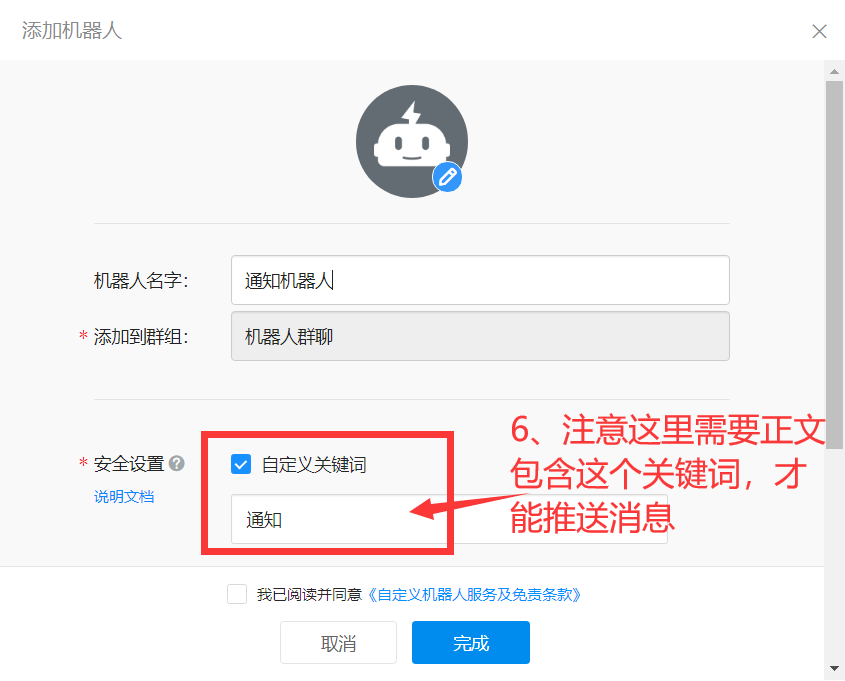 添加机器人
机器人名字：
通知机器人
* 添加到群组：
机器人群聊
6、注意这里需要正文
包含这个关键词，才
能推送消息
* 安全设置 ?
自定义关键词
说明文档
通知
我已阅读并同意《自定义机器人服务及免责条款》
取消
完成